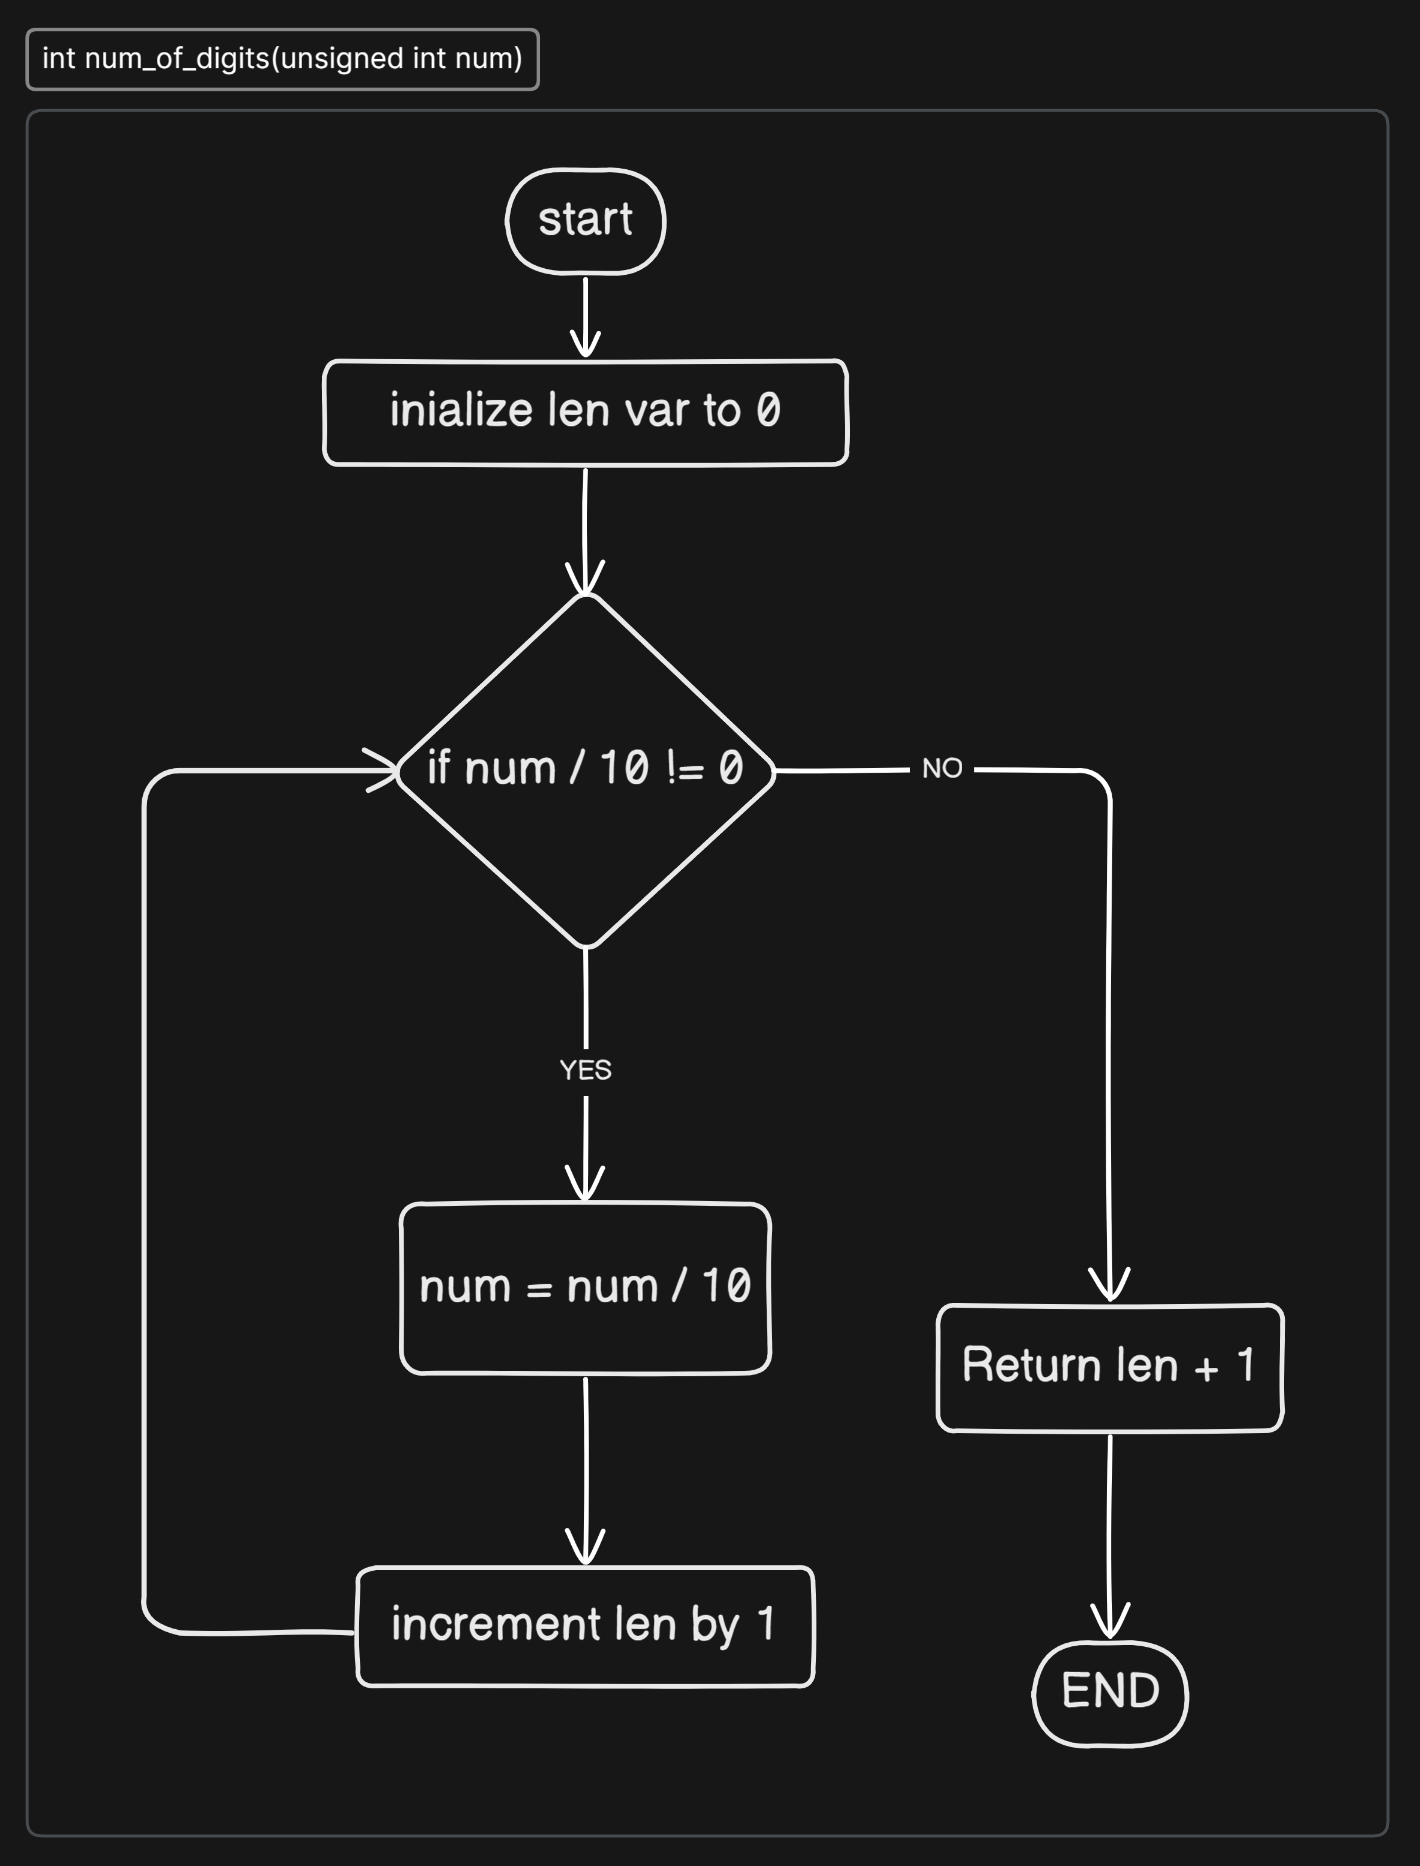 int num_of_digits(unsigned int num)
start
inialize len var to 0
if num / 10 != 0
NO
YES
num = num / 10
Return len + 1
increment len by 1
END